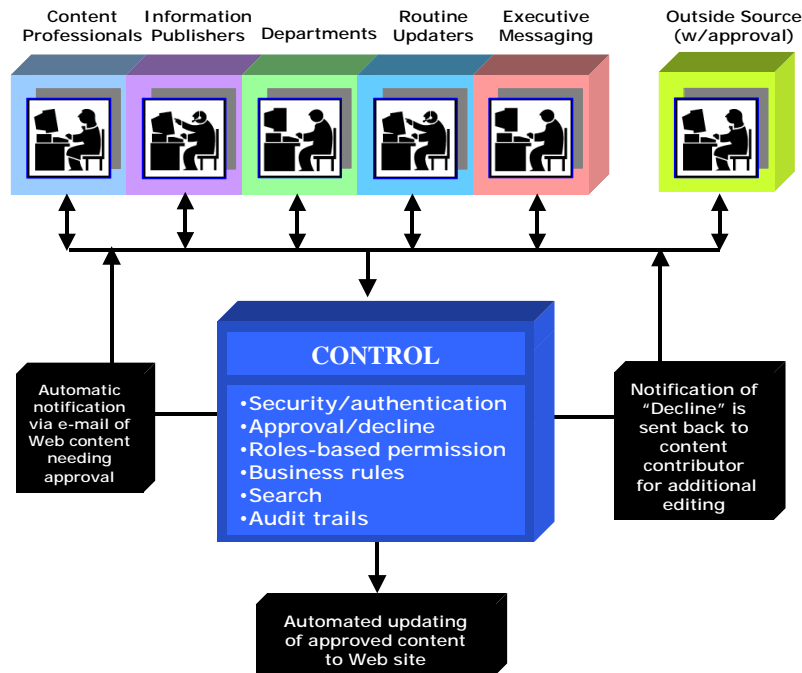 Content
Professionals
Information
Publishers
Departments
Routine
Updaters
Executive
Messaging
Outside Source
(w/approval)
CONTROL
•Security/authentication
•Approval/decline
•Roles-based permission
•Business rules
•Search
•Audit trails
Automatic
notification
via e-mail of
Web content
needing
approval
Notification of
“Decline” is
sent back to
content
contributor
for additional
editing
Automated updating
of approved content
to Web site